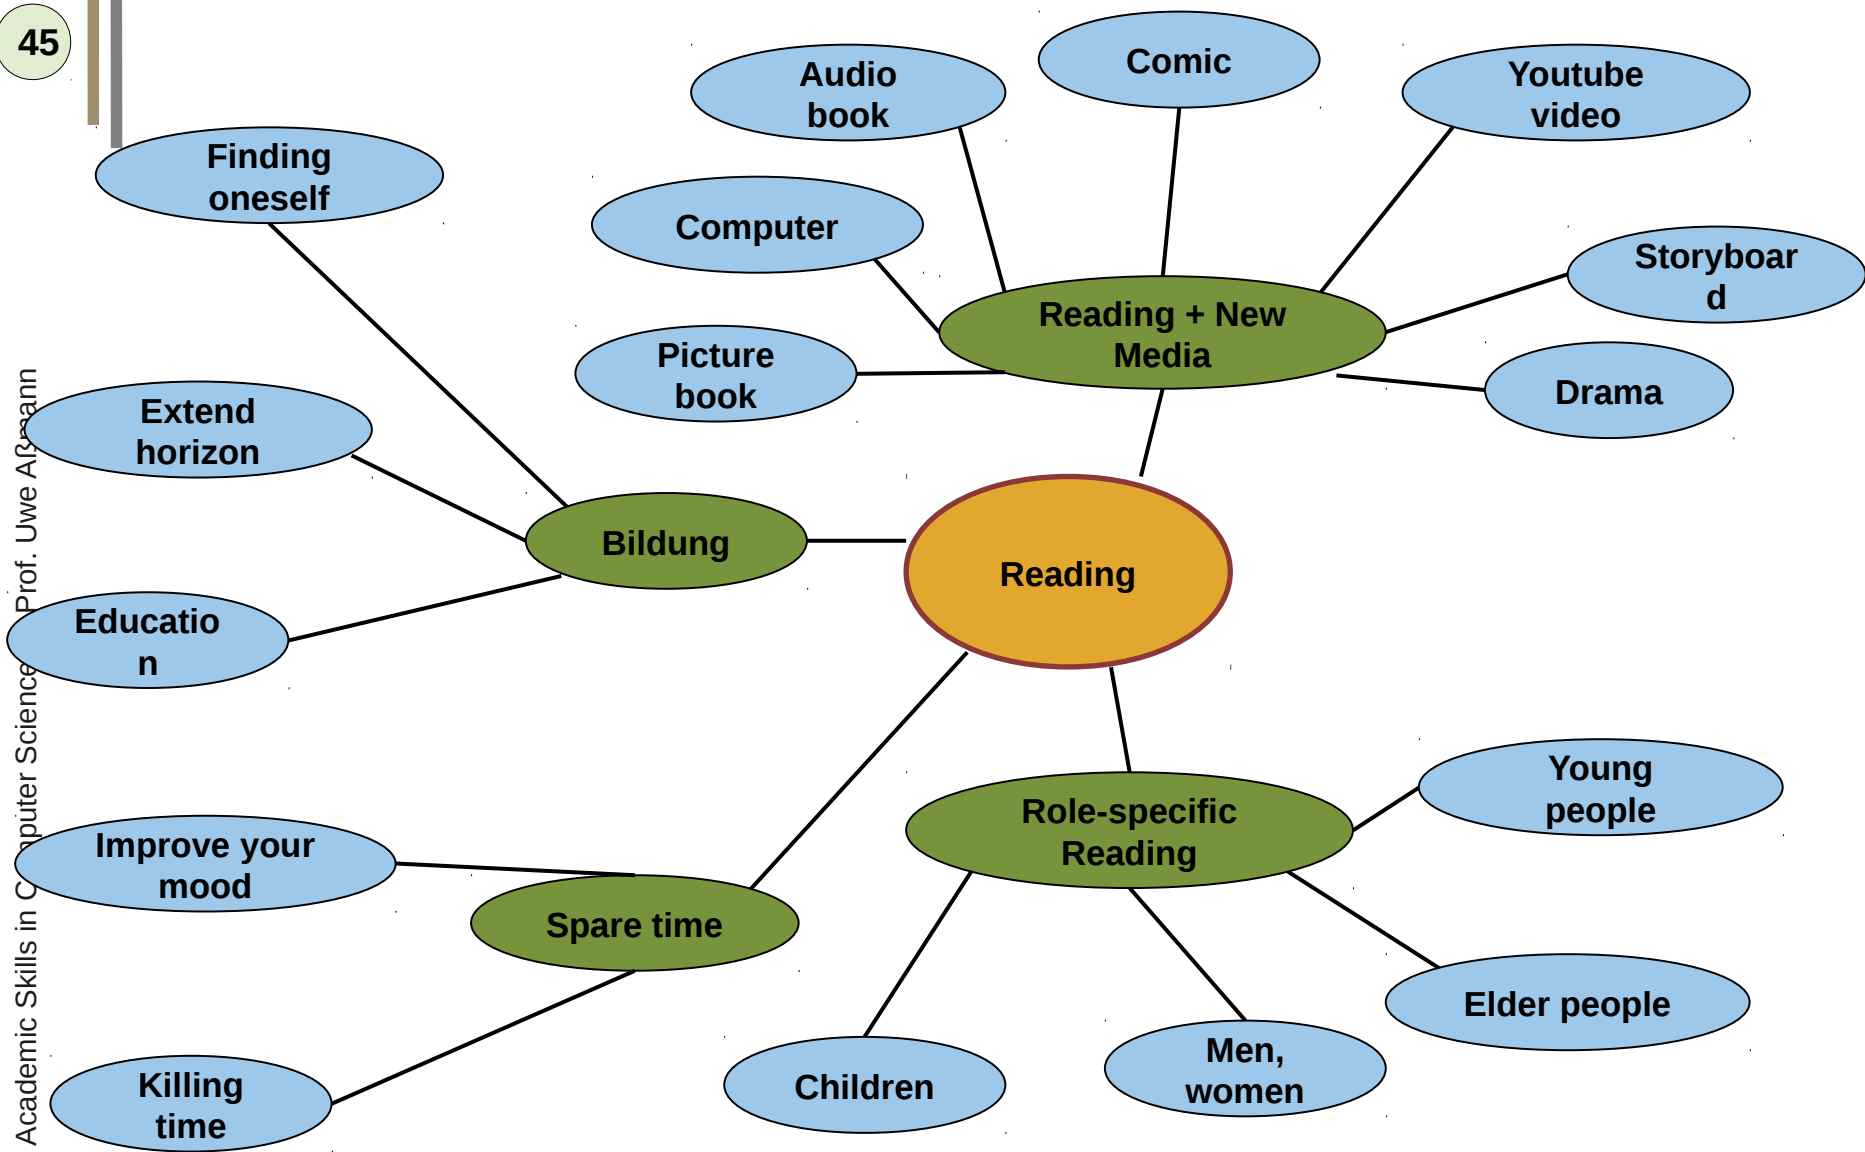 45
Audio
book
Comic
Youtube
video
Finding
oneself
Computer
Storyboar
d
Reading + New
Media
Picture
book
Drama
Extend
horizon
Bildung
Reading
Educatio
n
Young
people
Role-specific
Reading
Improve your
mood
Spare time
Elder people
Men,
women
Children
Killing
time
Academic Skills in Computer Science Prof. Uwe Aßmann